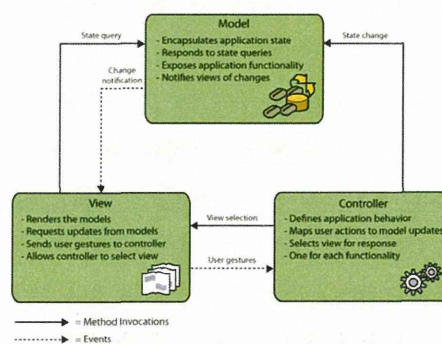 Model
- Encapsulates application state
- Responds to state queries
- Exposes application functionality
- Notifies views of changes
State query
State change
Change
notification
View
- Renders the models
- Requests updates from models
- Sends user gestures to controller
- Allows controller to select view
View selection
User gestures
Controller
- Defines application behavior
- Maps user actions to model updates
- Selects view for response
- One for each functionality
= Method Invocations
= Events